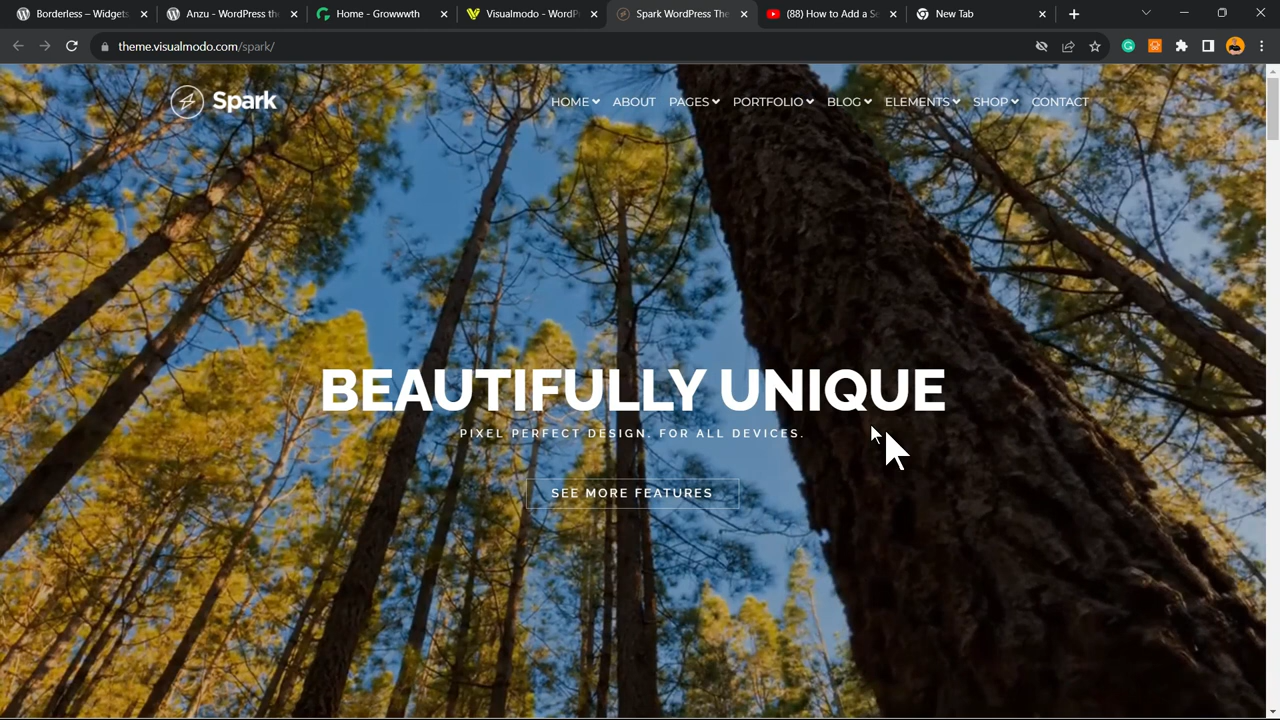 Borderless – Widgets
Anzu - WordPress the
Home - Growwwth
Visualmodo - WordP
Spark WordPress The
(88) How to Add a Se
New Tab
theme.visualmodo.com/spark/
Spark
HOME
ABOUT
PAGES
PORTFOLIO
BLOG
ELEMENTS
SHOP
CONTACT
BEAUTIFULLY UNIQUE
PIXEL PERFECT DESIGN. FOR ALL DEVICES.
SEE MORE FEATURES